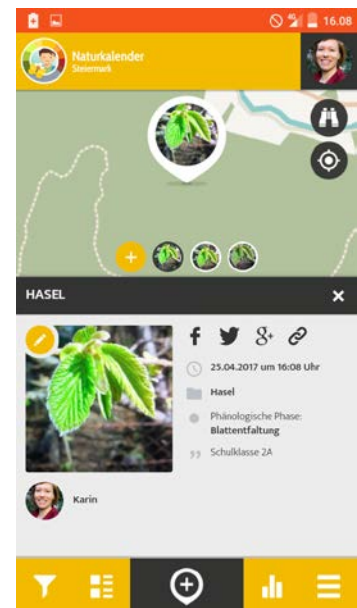 16.08
Naturkalender
Steiermark
HASEL
25.04.2017 um 16:08 Uhr
Hasel
Phänologische Phase:
Blattentfaltung
Schulklasse 2A
Karin